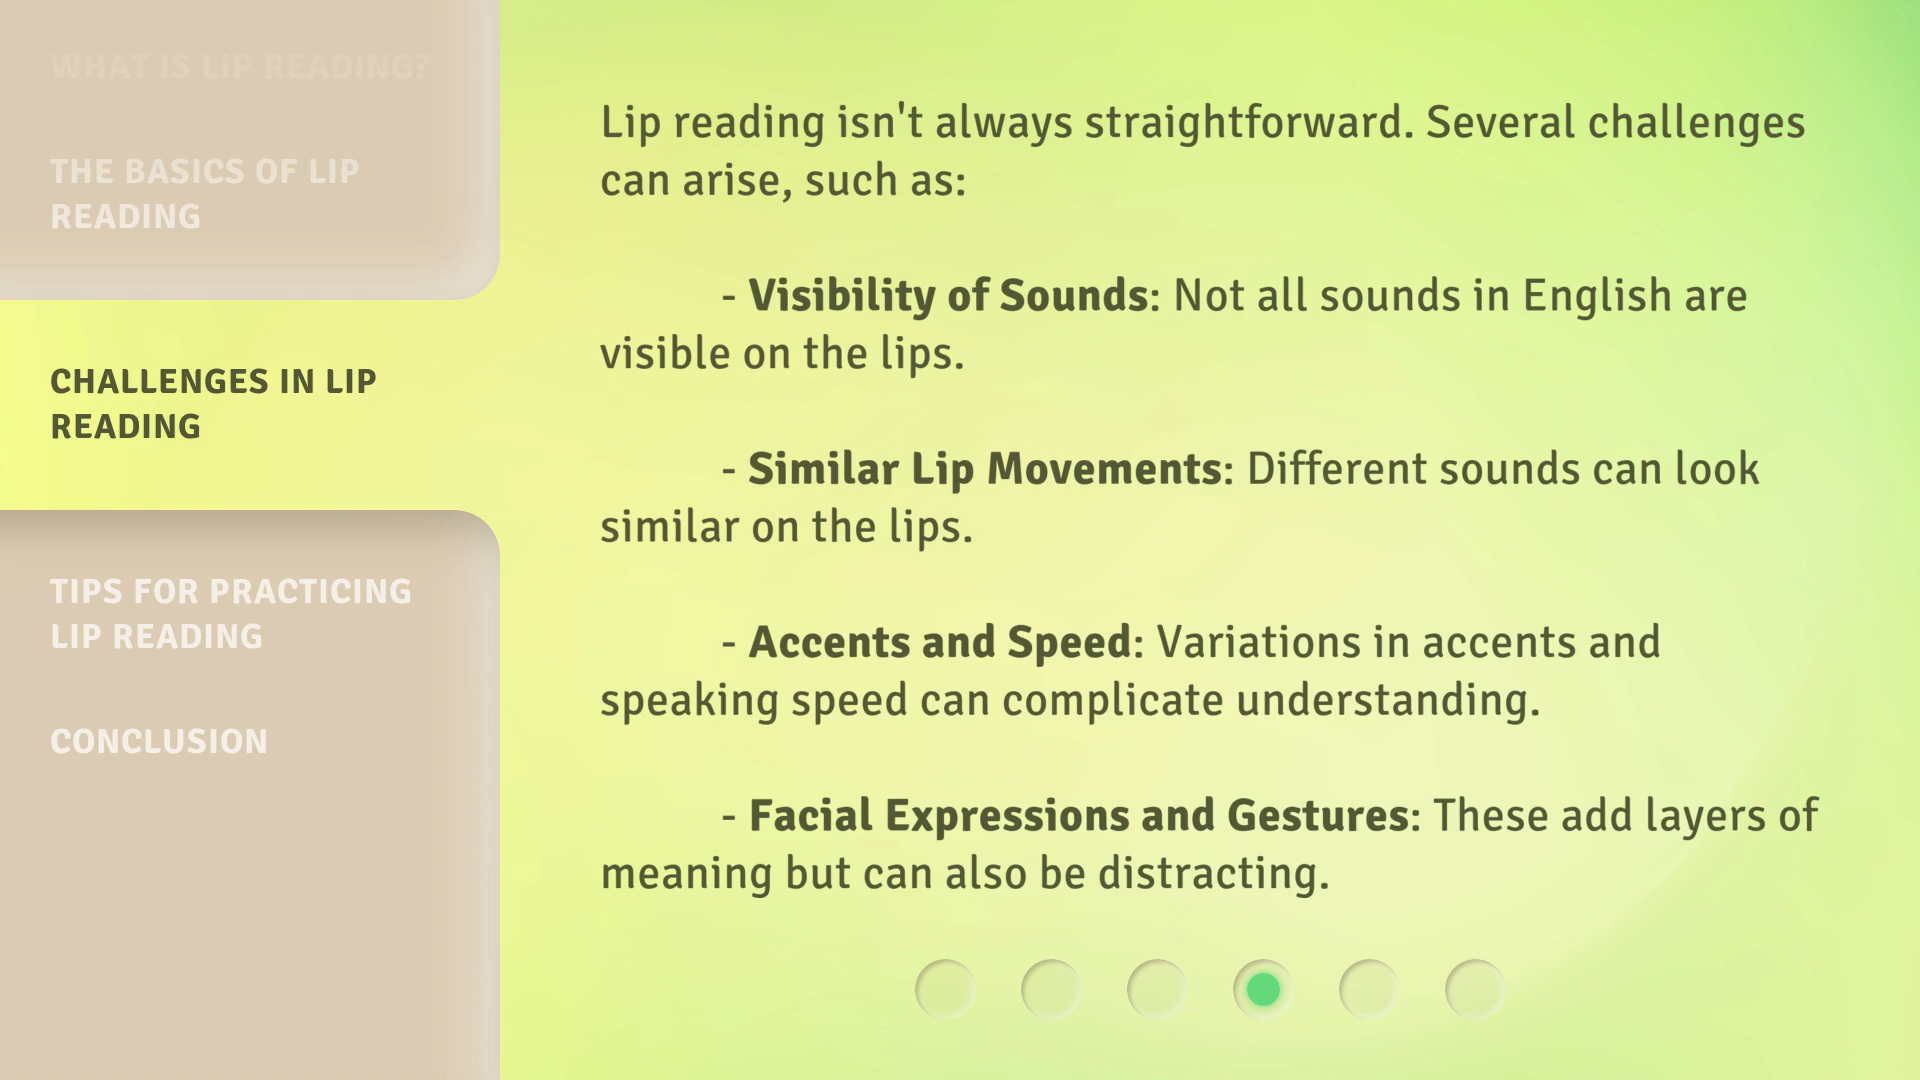 WHAT IS LIP READING?
THE BASICS OF LIP
READING
CHALLENGES IN LIP
READING
TIPS FOR PRACTICING
LIP READING
CONCLUSION
Lip reading isn't always straightforward. Several challenges
can arise, such as:
- Visibility of Sounds: Not all sounds in English are
visible on the lips.
- Similar Lip Movements: Different sounds can look
similar on the lips.
- Accents and Speed: Variations in accents and
speaking speed can complicate understanding.
- Facial Expressions and Gestures: These add layers of
meaning but can also be distracting.